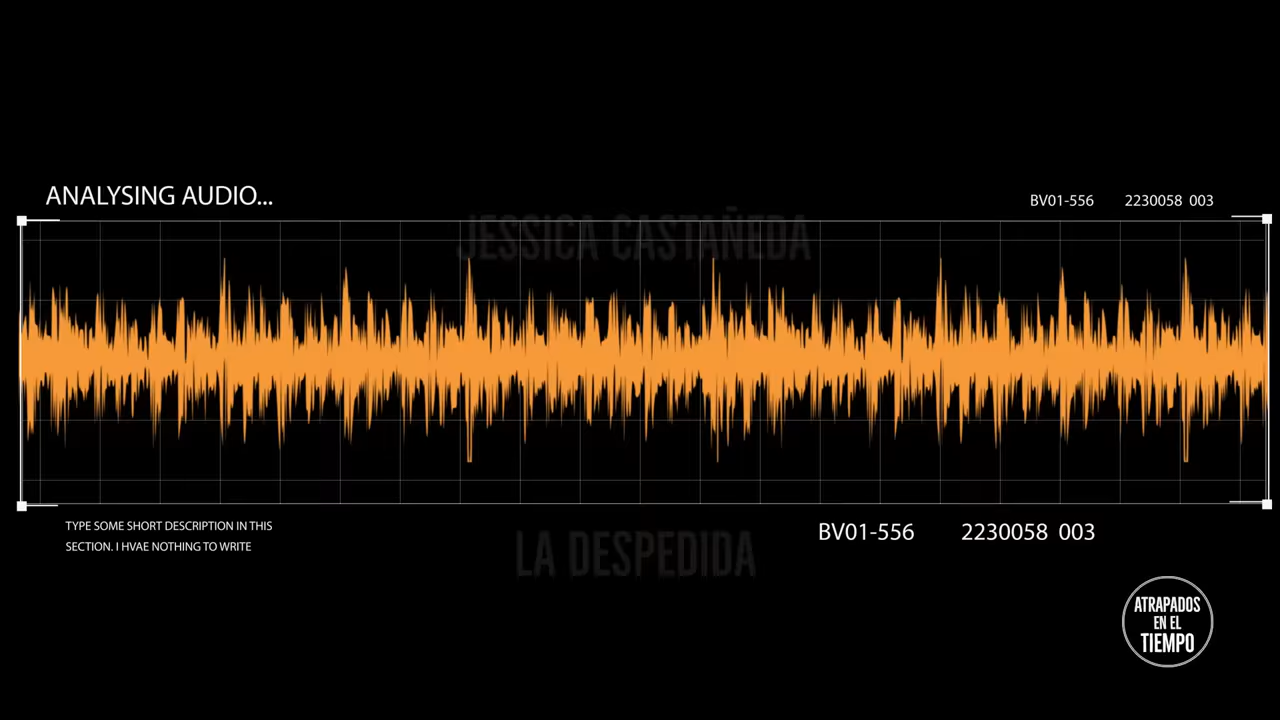 ANALYSING AUDIO...
BV01-556 2230058 003
JESSICA CASTAÑEDA
TYPE SOME SHORT DESCRIPTION IN THIS
SECTION. I HVAE NOTHING TO WRITE
BV01-556 2230058 003
LA DESPEDIDA
ATRAPADOS
EN EL
TIEMPO